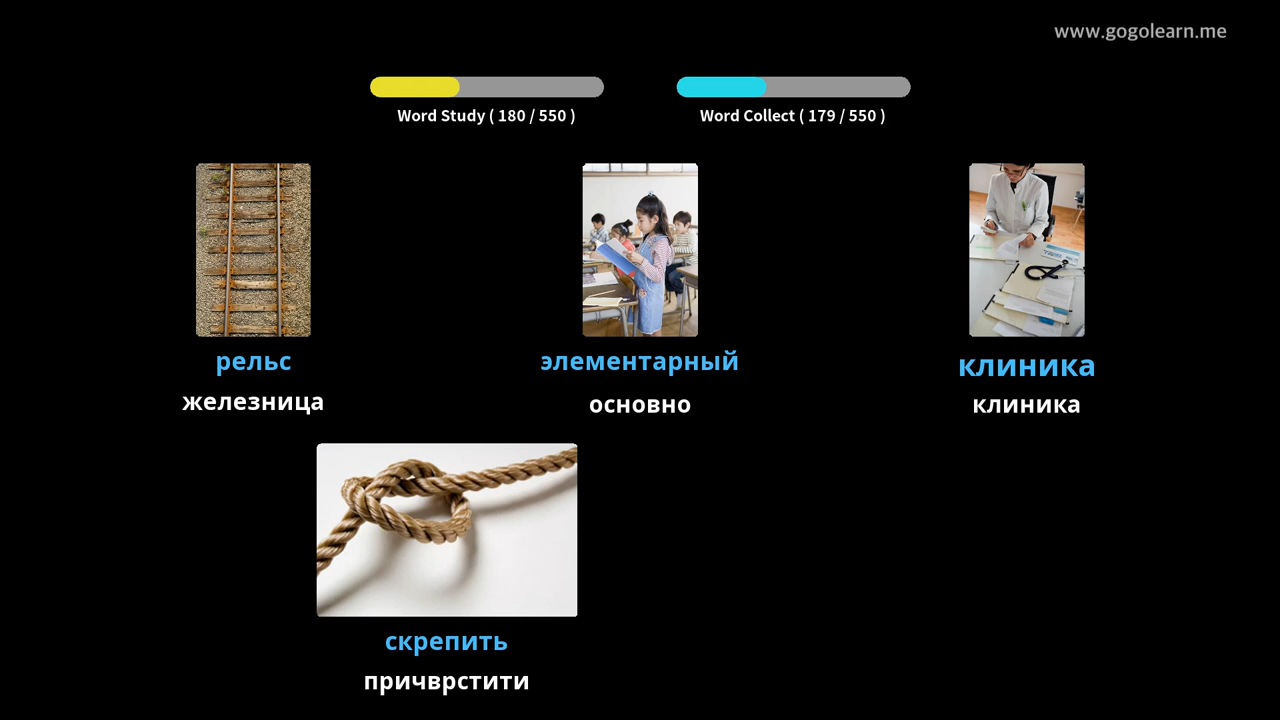 www.gogolearn.me
Word Study ( 180 / 550 )
Word Collect ( 179 / 550 )
рельс
железница
элементарный
основно
клиника
клиника
скрепить
причврстити